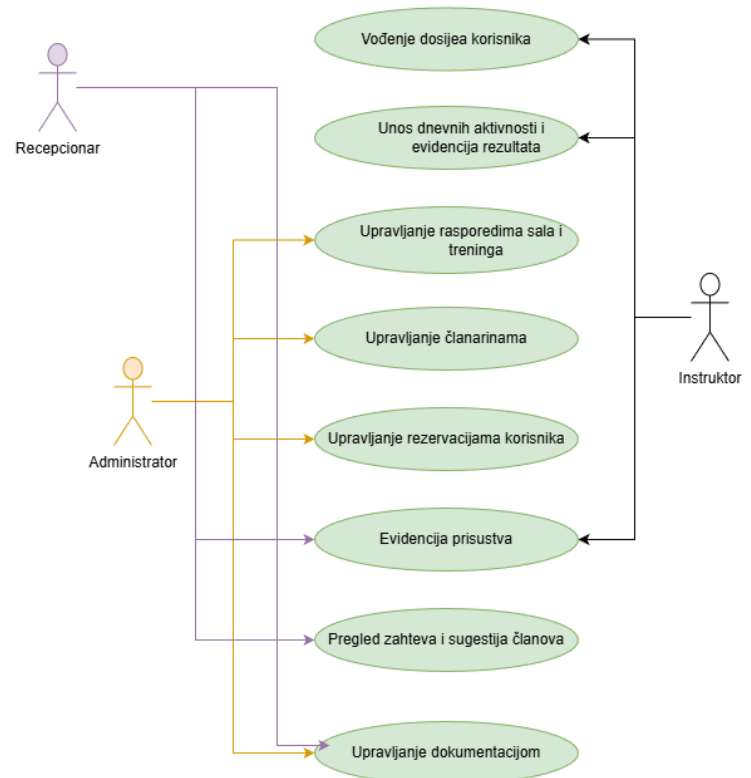 Vođenje dosijea korisnika
Unos dnevnih aktivnosti i
evidencija rezultata
Recepcionar
Upravljanje rasporedima sala i
treninga
Upravljanje članarinama
Instruktor
Upravljanje rezervacijama korisnika
Administrator
Evidencija prisustva
Pregled zahteva i sugestija članova
Upravljanje dokumentacijom